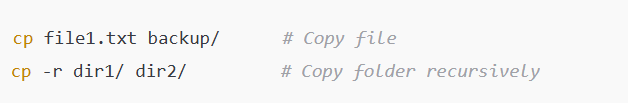 cp file1.txt backup/      # Copy file
cp -r dir1/ dir2/         # Copy folder recursively